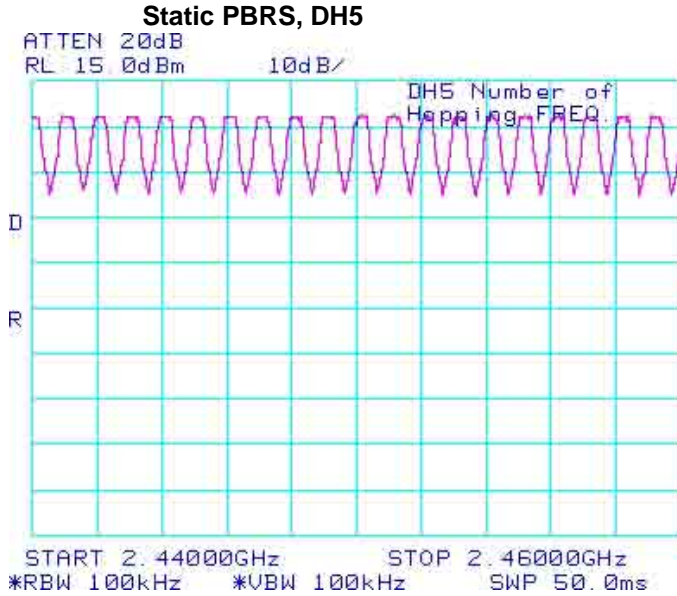 Static PBRS, DH5
ATTEN 20dB
RL 15.0dBm 10dB/
DH5 Number of
Hopping FREQ.
D
R
START 2.44000GHz STOP 2.46000GHz
*RBW 100kHz *VBW 100kHz SWP 50.0ms